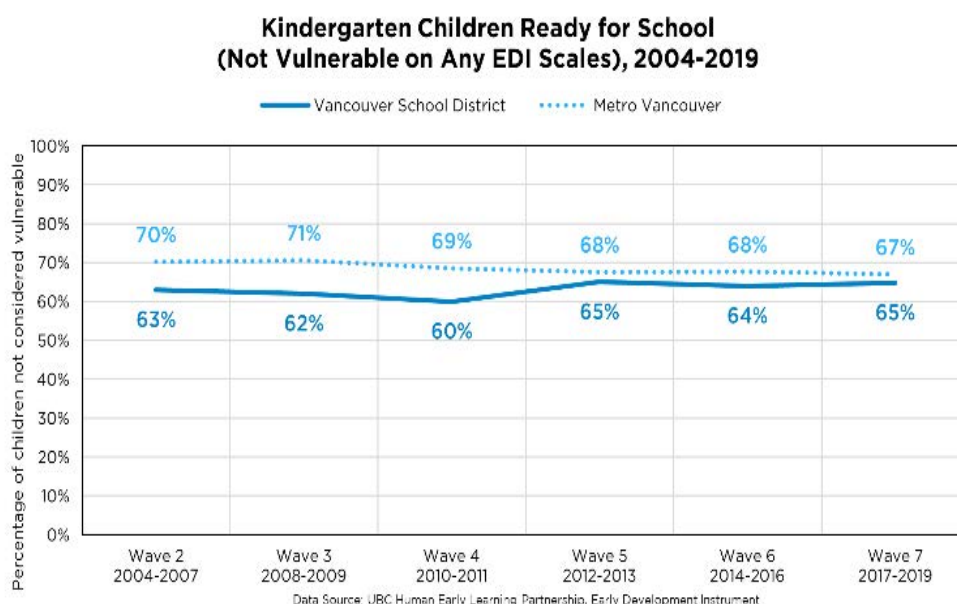 Kindergarten Children Ready for School
(Not Vulnerable on Any EDI Scales), 2004-2019
Vancouver School District
Metro Vancouver
Percentage of children not considered vulnerable
100%
90%
80%
70%
60%
50%
40%
30%
20%
10%
0%
70%
71%
69%
68%
68%
67%
63%
62%
60%
65%
64%
65%
Wave 2
2004-2007
Wave 3
2008-2009
Wave 4
2010-2011
Wave 5
2012-2013
Wave 6
2014-2016
Wave 7
2017-2019
Data Source: UBC Human Early Learning Partnership, Early Development Instrument